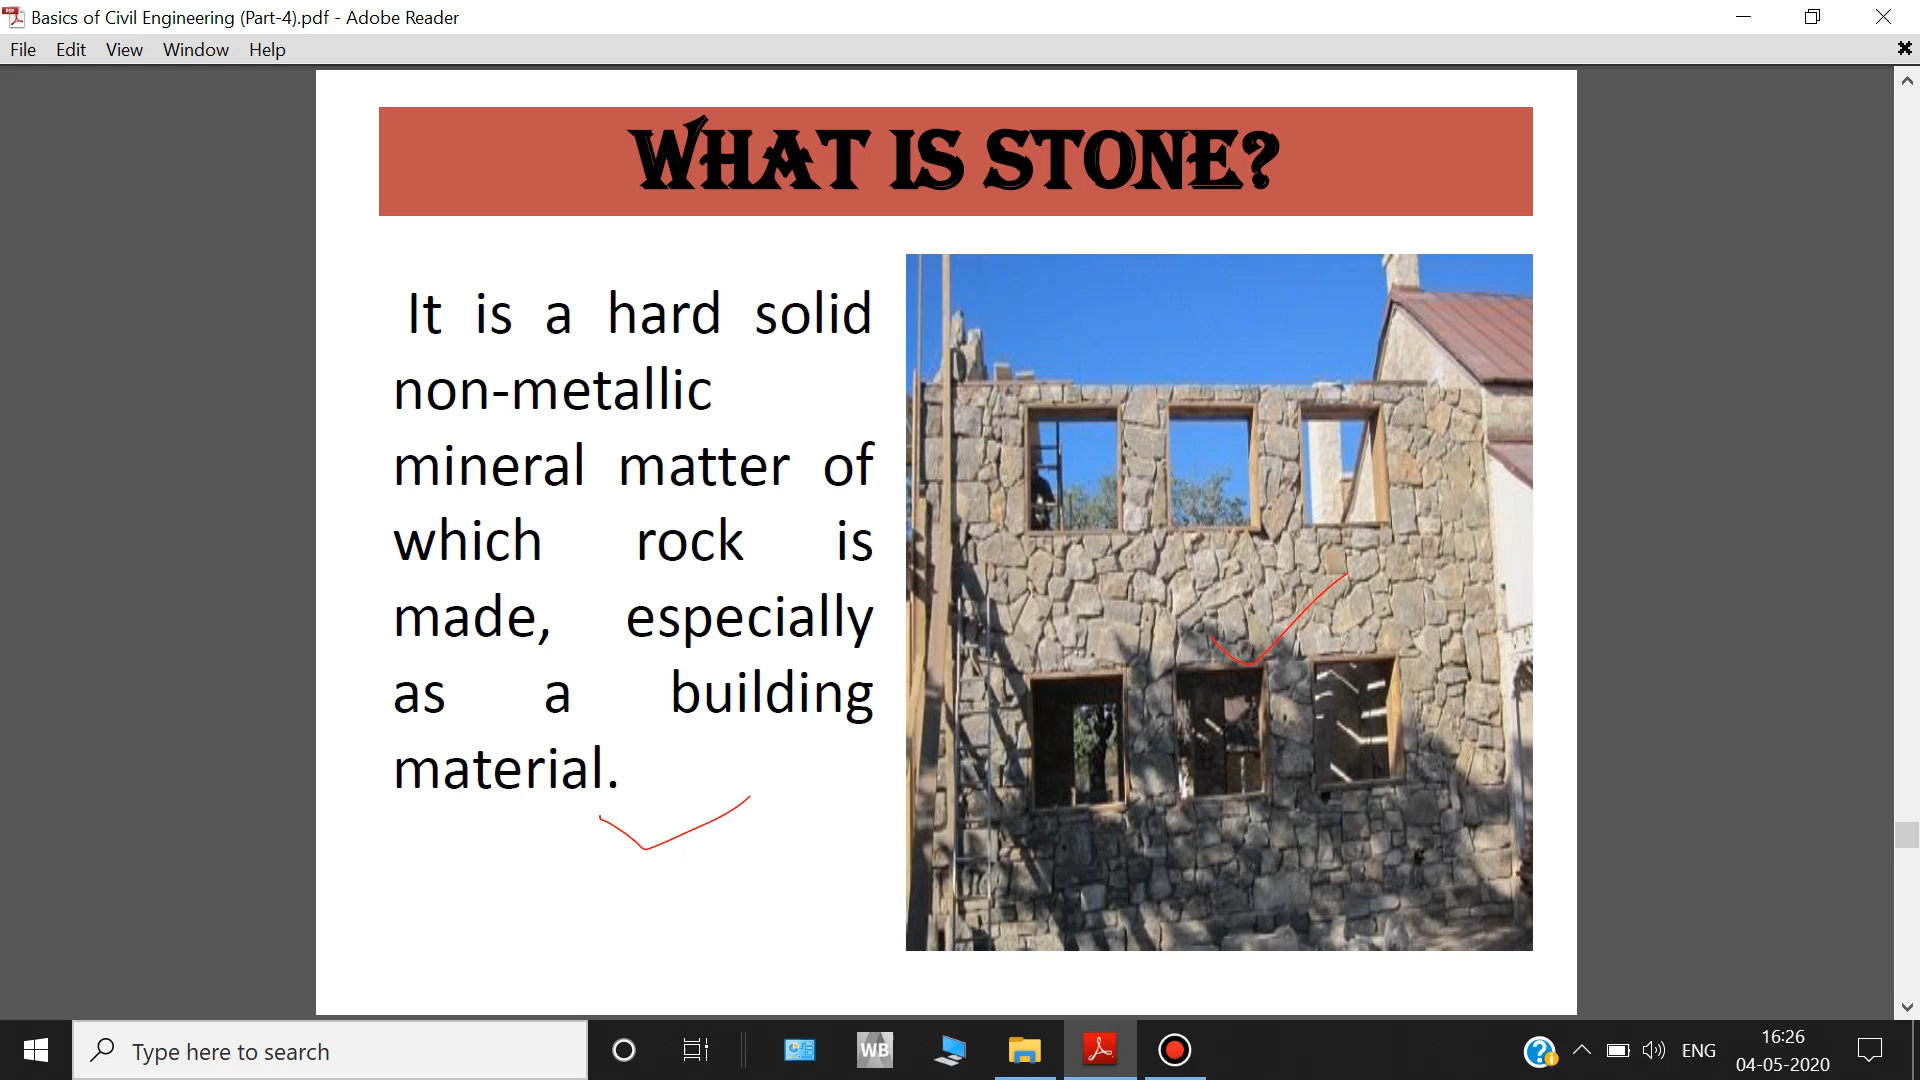 Basics of Civil Engineering (Part-4).pdf - Adobe Reader
File Edit View Window Help
WHAT IS STONE?
It is a hard solid
non-metallic
mineral matter of
which rock is
made, especially
as a building
material.
Type here to search
WB
ENG
16:26
04-05-2020